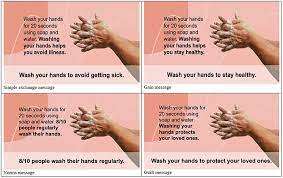 Wash your hands
for 20 seconds
using soap and
water. Washing
your hands helps
you avoid illness.
Wash your hands to avoid getting sick.
Simple exchange message
Wash your hands
for 20 seconds
using soap and
water. Washing
your hands helps
you stay healthy.
Wash your hands to stay healthy.
Gain message
Wash your hands
for 20 seconds
using soap and
water. 8/10
people regularly
wash their hands.
8/10 people wash their hands regularly.
Norms message
Wash your hands
for 20 seconds
using soap and
water.
Washing your
hands protects
your loved ones.
Wash your hand to protect your loved ones.
Guilt message